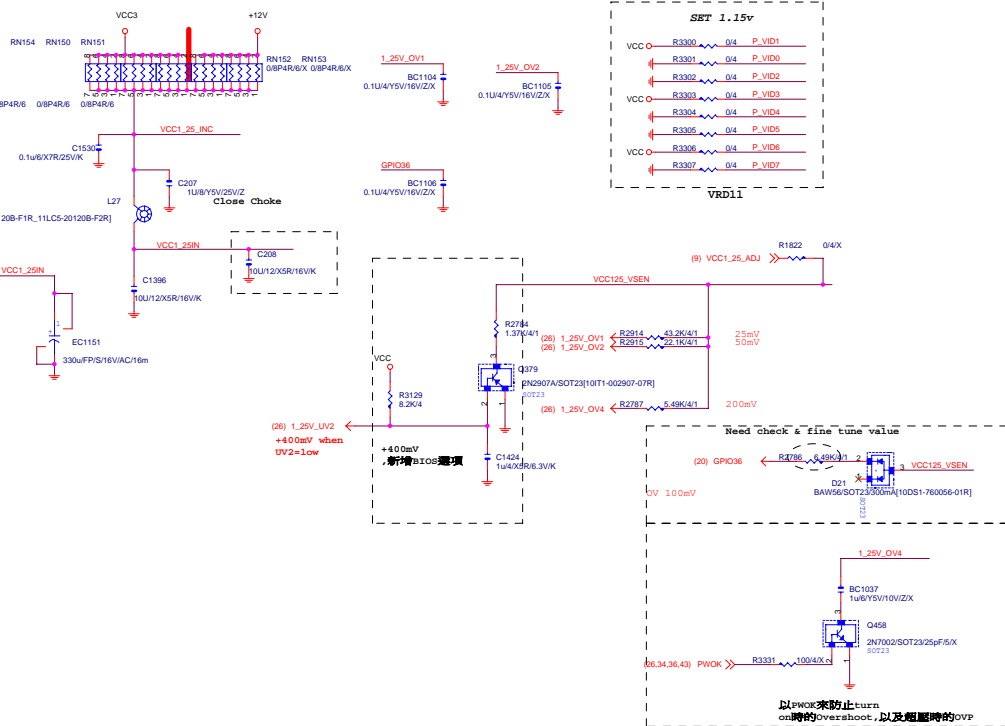 VCC3
+12V
RN154 RN150 RN151
RN152 RN153
0/8P4R/6/X 0/8P4R/6/X
8P4R/6 0/8P4R/6 0/8P4R/6
VCC1_25_INC
C1530
0.1u/6/X7R/25V/K
C207
1U/8/Y5V/25V/Z
Close Choke
L27
20B-F1R_11LC5-20120B-F2R]
VCC1_25IN
C208
10U/12/X5R/16V/K
C1396
10U/12/X5R/16V/K
VCC1_25IN
EC1151
330u/FP/S/16V/AC/16m
1_25V_OV1
BC1104
0.1U/4/Y5V/16V/Z/X
1_25V_OV2
BC1105
0.1U/4/Y5V/16V/Z/X
GPIO36
BC1106
0.1U/4/Y5V/16V/Z/X
SET 1.15v
VCC R3300 0/4 P_VID1
R3301 0/4 P_VID0
R3302 0/4 P_VID2
VCC R3303 0/4 P_VID3
R3304 0/4 P_VID4
R3305 0/4 P_VID5
VCC R3306 0/4 P_VID6
R3307 0/4 P_VID7
VRD11
R1822 0/4/X
(9) VCC1_25_ADJ
VCC125_VSEN
R2784
1.37K/4/1
(26) 1_25V_OV1 R2914 43.2K/4/1 25mV
(26) 1_25V_OV2 R2915 22.1K/4/1 50mV
(26) 1_25V_OV4 R2787 5.49K/4/1 200mV
3
Q379
2N2907A/SOT23[10IT1-002907-07R]
SOT23
2 1
VCC
R3129
8.2K/4
(26) 1_25V_UV2
+400mV when
UV2=low
+400mV
,新增BIOS選項
C1424
1u/4/X5R/6.3V/K
Need check & fine tune value
(20) GPIO36 R2786 6.49K/4/1 2
3 VCC125_VSEN
D21
BAW56/SOT23/300mA[10DS1-760056-01R]
SOT23
0V 100mV
1_25V_OV4
BC1037
1u/6/Y5V/10V/Z/X
3
Q458
2N7002/SOT23/25pF/5/X
SOT23
(26,34,36,43) PWOK R3331 100/4/X 2 1
以PWOK來防止turn
on時的Overshoot,以及超壓時的OVP